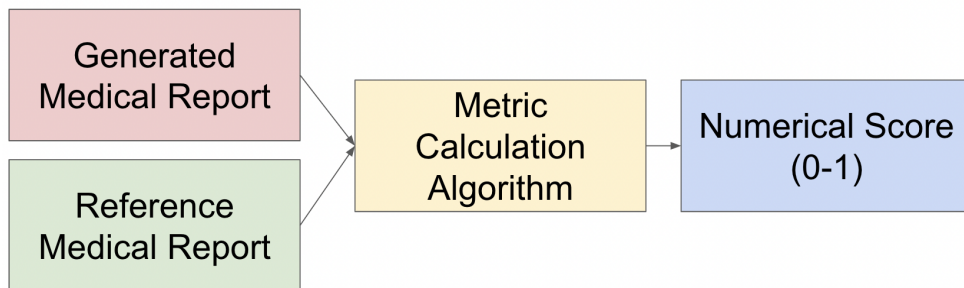 Generated
Medical Report
Reference
Medical Report
Metric
Calculation
Algorithm
Numerical Score
(0-1)